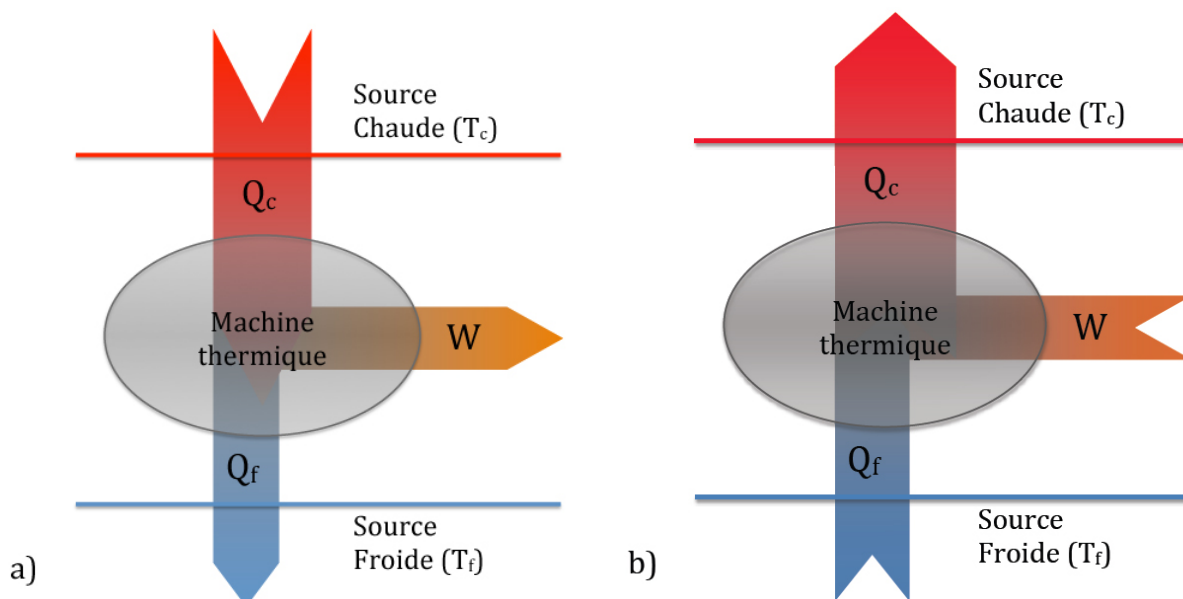 Source
Chaude (Tc)
Qc
Machine
thermique
W
Qf
Source
Froide (Tf)
a)
Source
Chaude (Tc)
Qc
Machine
thermique
W
Qf
Source
Froide (Tf)
b)